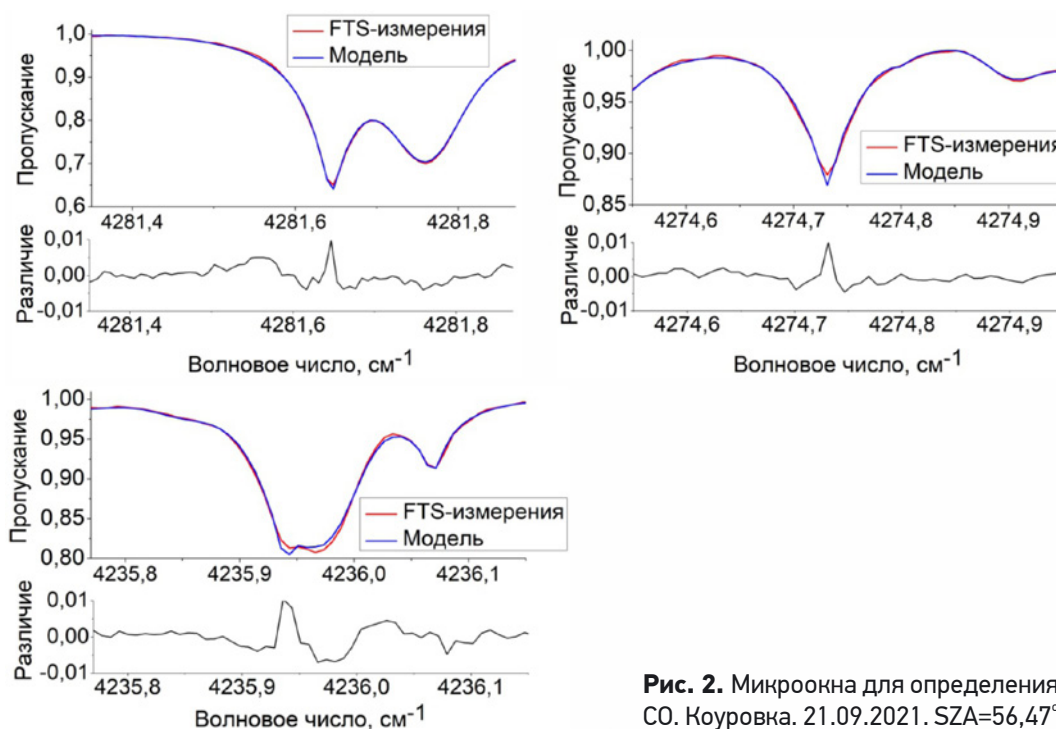 FTS-измерения
Модель
Пропускание
1,0
0,9
0,8
0,7
0,6
4281,4 4281,6 4281,8
Различие
0,01
0,00
-0,01
4281,4 4281,6 4281,8
Волновое число, см⁻¹
Пропускание
1,00
0,95
0,90
0,85
FTS-измерения
Модель
4274,6 4274,7 4274,8 4274,9
Различие
0,01
0,00
-0,01
4274,6 4274,7 4274,8 4274,9
Волновое число, см⁻¹
Пропускание
1,00
0,95
0,90
0,85
0,80
FTS-измерения
Модель
4235,8 4235,9 4236,0 4236,1
Различие
0,01
0,00
-0,01
4235,8 4235,9 4236,0 4236,1
Волновое число, см⁻¹
Рис. 2. Микроокна для определения
СО. Коуровка. 21.09.2021. SZA=56,47°